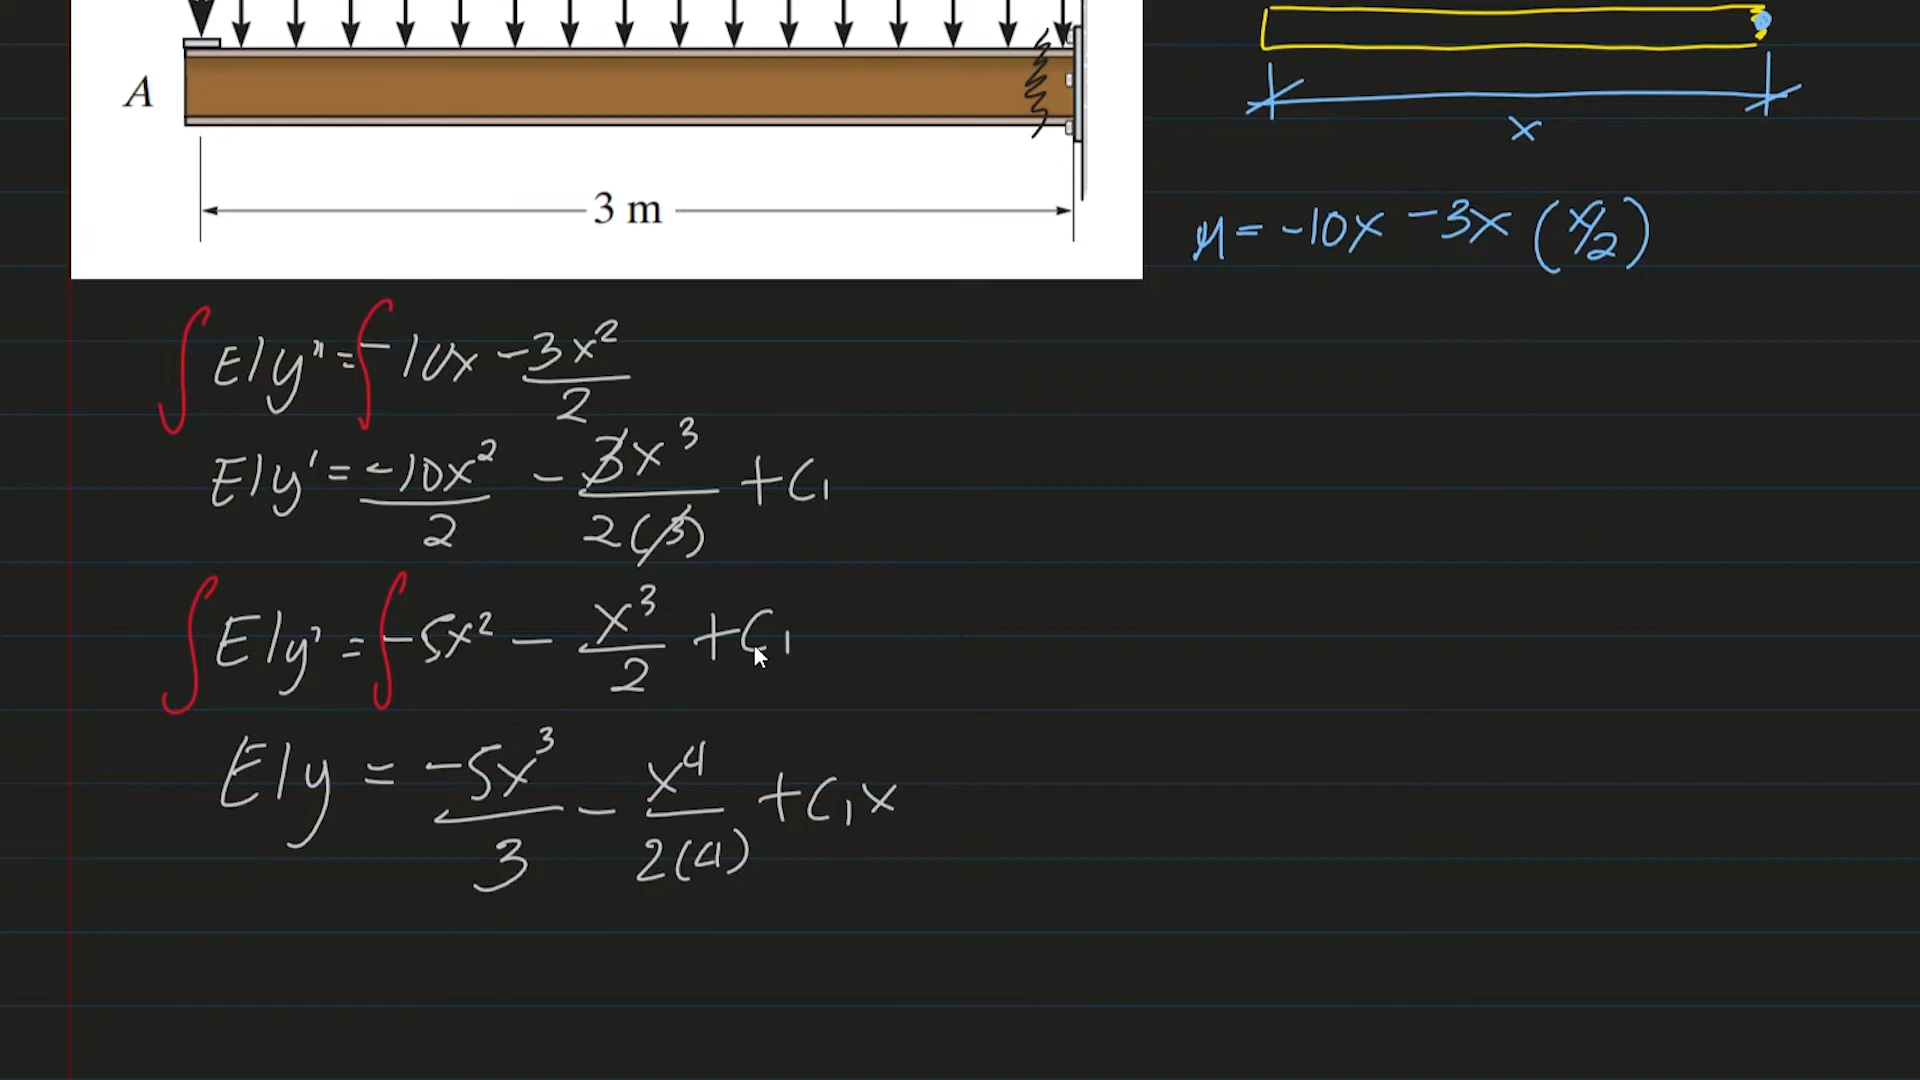 A
3 m
x
M = -10x - 3x (x/2)
∫ EIy" = ∫ -10x - 3x²/2
EIy' = -10x²/2 - 3x³/2(3) + C₁
∫ EIy' = ∫ -5x² - x³/2 + C₁
EIy = -5x³/3 - x⁴/2(4) + C₁x